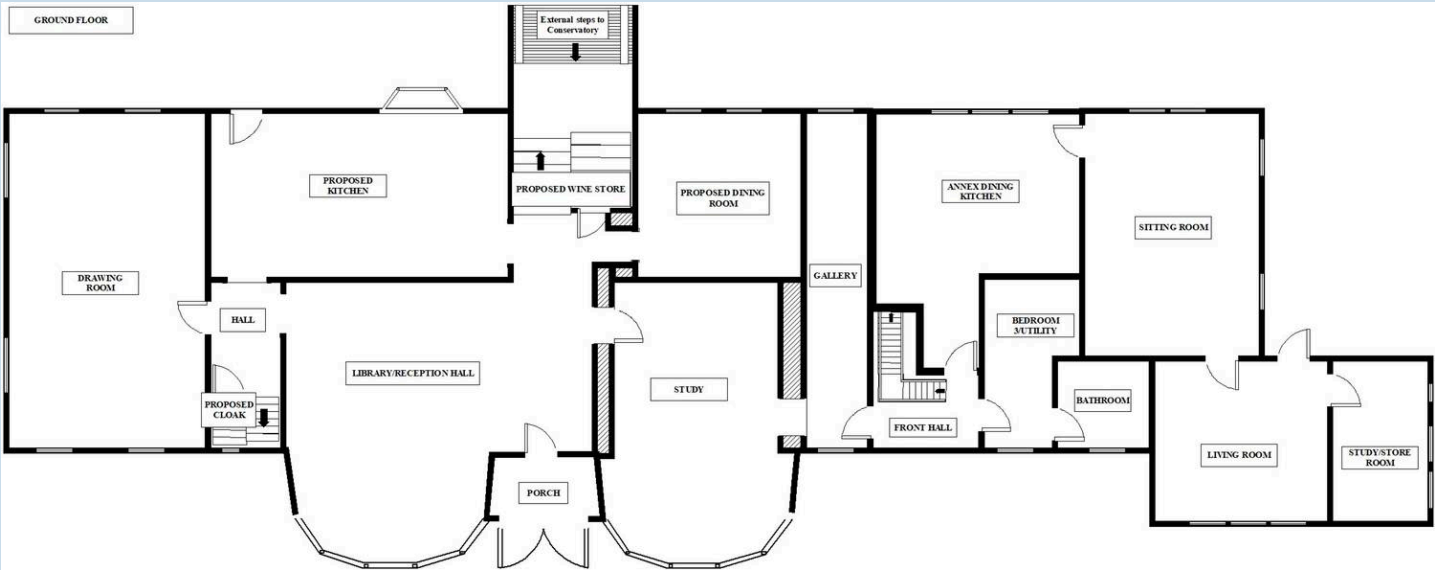 GROUND FLOOR
External steps to
Conservatory
PROPOSED
KITCHEN
PROPOSED WINE STORE
PROPOSED DINING
ROOM
ANNEX DINING
KITCHEN
SITTING ROOM
DRAWING
ROOM
GALLERY
HALL
BEDROOM
3/UTILITY
LIBRARY/RECEPTION HALL
STUDY
PROPOSED
CLOAK
BATHROOM
FRONT HALL
LIVING ROOM
STUDY/STORE
ROOM
PORCH